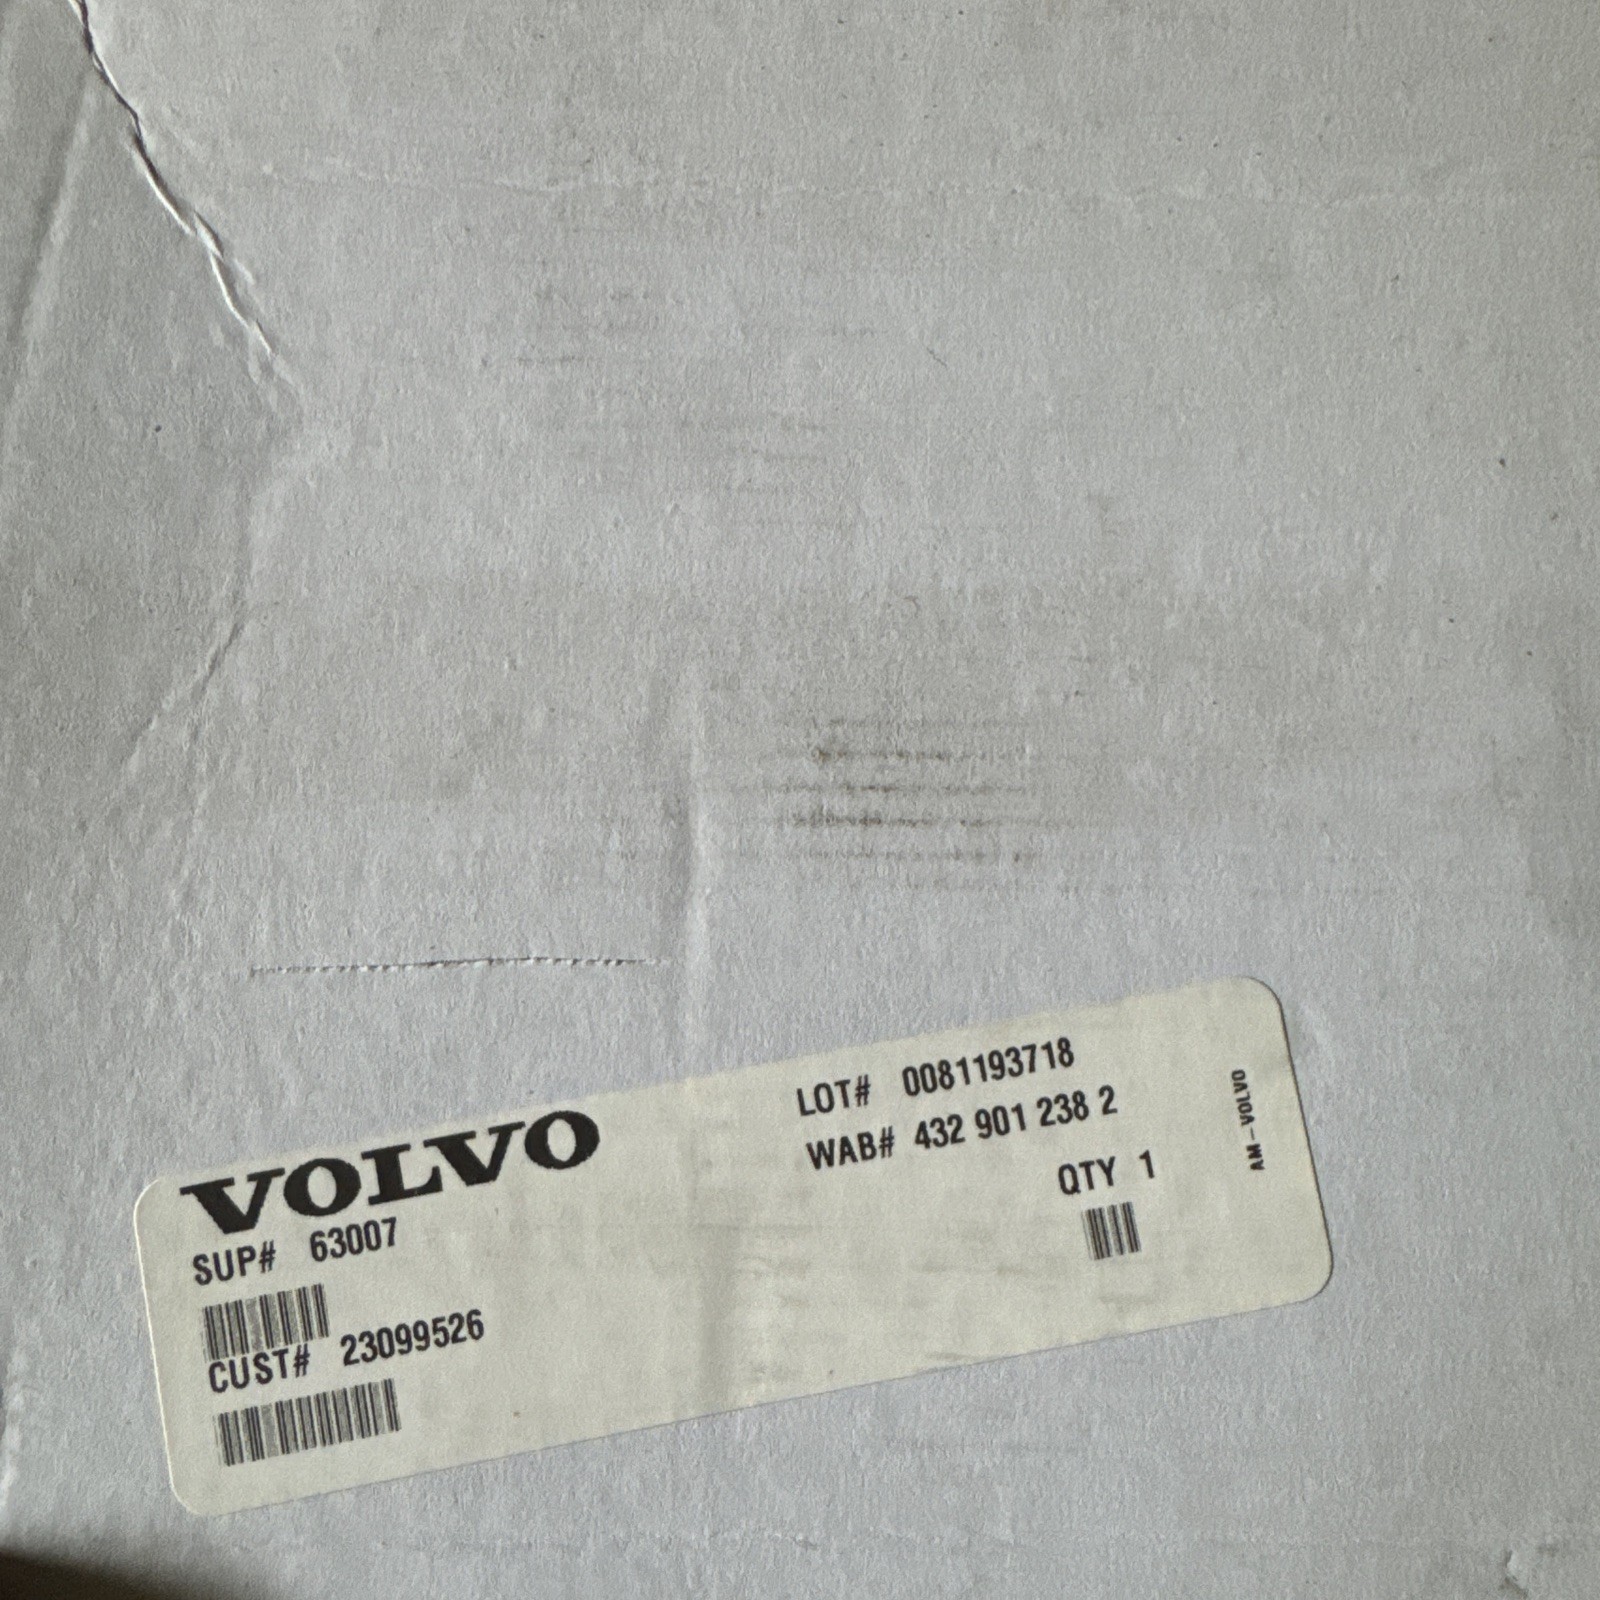 VOLVO
SUP# 63007
CUST# 23099526
LOT# 0081193718
WAB# 432 901 238 2
QTY 1
AM-VOLVO